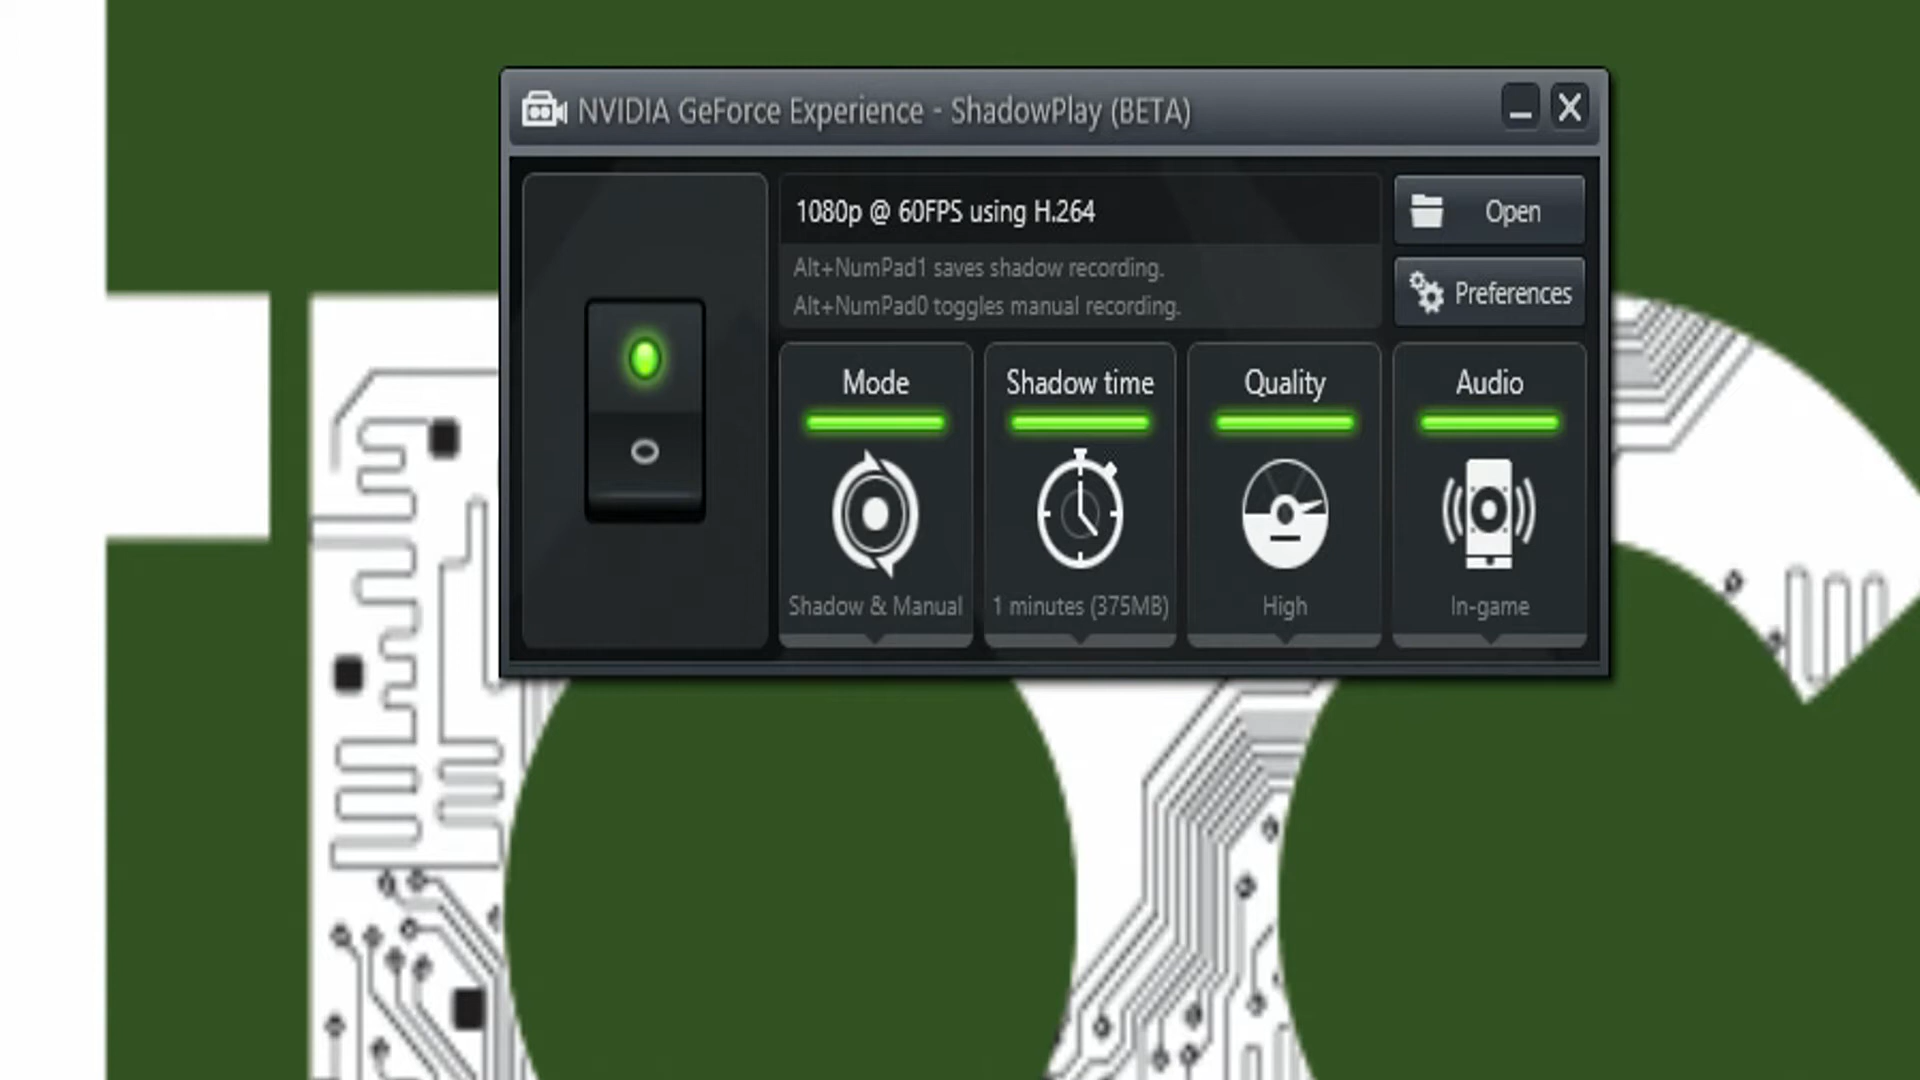 NVIDIA GeForce Experience - ShadowPlay (BETA)
1080p @ 60FPS using H.264
Alt+NumPad1 saves shadow recording.
Alt+NumPad0 toggles manual recording.
Open
Preferences
Mode
Shadow & Manual
Shadow time
1 minutes (375MB)
Quality
High
Audio
In-game